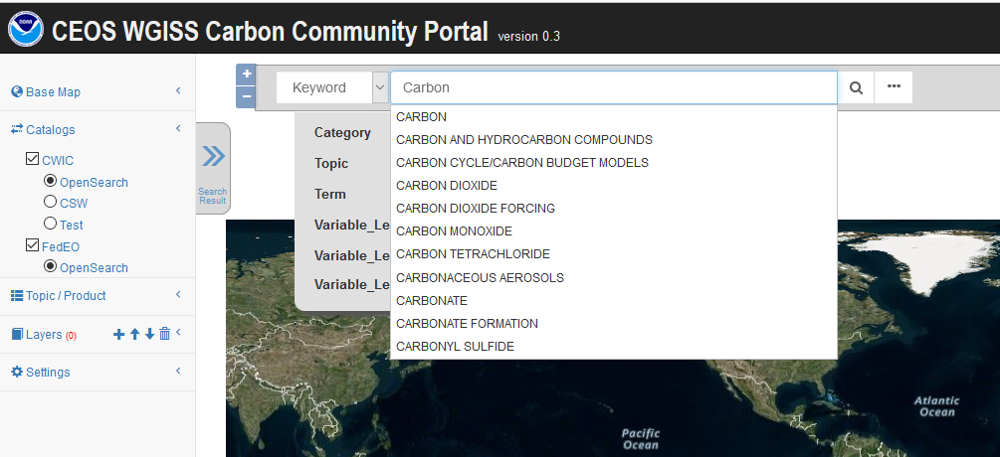 CEOS WGISS Carbon Community Portal version 0.3
Base Map
Catalogs
CWIC
OpenSearch
CSW
Test
FedEO
OpenSearch
Topic / Product
Layers (0)
Settings
Search
Result
Keyword
Carbon
CARBON
CARBON AND HYDROCARBON COMPOUNDS
CARBON CYCLE/CARBON BUDGET MODELS
CARBON DIOXIDE
CARBON DIOXIDE FORCING
CARBON MONOXIDE
CARBON TETRACHLORIDE
CARBONACEOUS AEROSOLS
CARBONATE
CARBONATE FORMATION
CARBONYL SULFIDE
Category
Topic
Term
Variable_Le
Variable_Le
Variable_Le
Pacific
Ocean
Atlantic
Ocean